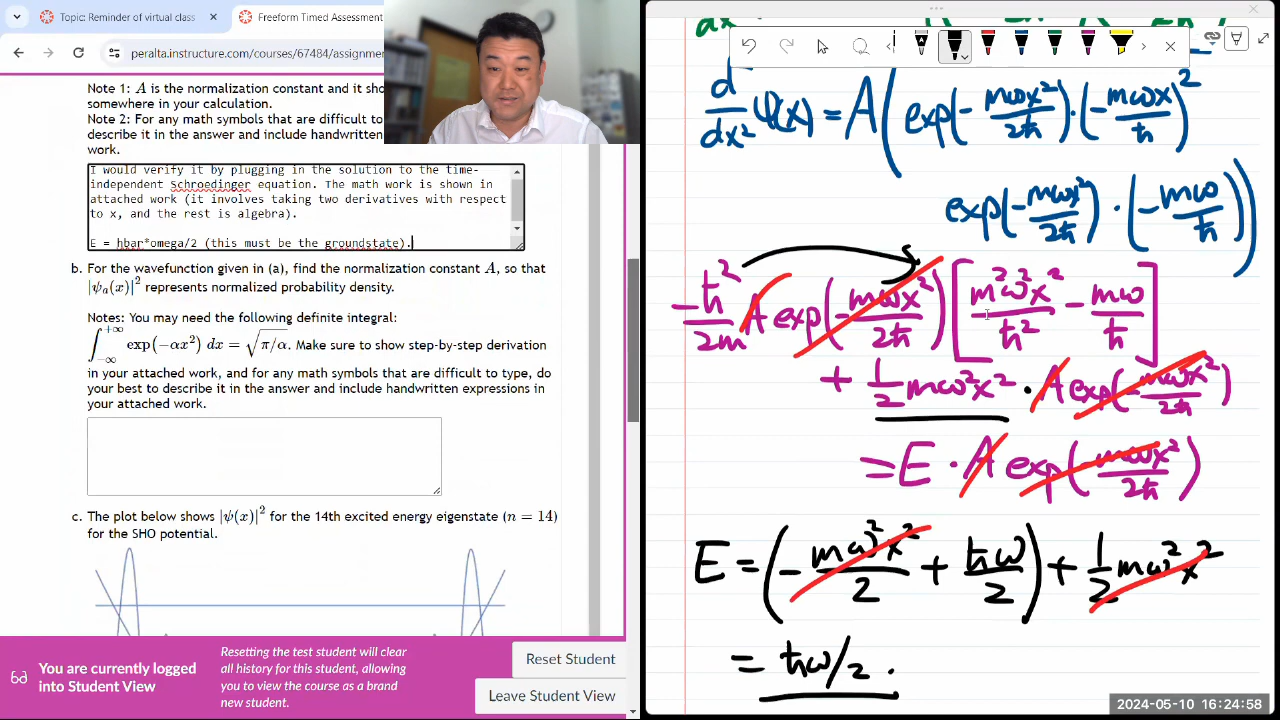 Topic: Reminder of virtual class
Freeform Timed Assessment
peralta.instructure.com/courses/67484/assignme
Note 1: A is the normalization constant and it sho
somewhere in your calculation.
Note 2: For any math symbols that are difficult to
describe it in the answer and include handwritten
work.
I would verify it by plugging in the solution to the time-
independent Schroedinger equation. The math work is shown in
attached work (it involves taking two derivatives with respect
to x, and the rest is algebra).
E = hbar*omega/2 (this must be the groundstate).
b. For the wavefunction given in (a), find the normalization constant A, so that
|ψₐ(x)|² represents normalized probability density.
Notes: You may need the following definite integral:
∫₋∞⁺∞ exp(−αx²) dx = √(π/α). Make sure to show step-by-step derivation
in your attached work, and for any math symbols that are difficult to type, do
your best to describe it in the answer and include handwritten expressions in
your attached work.
c. The plot below shows |ψ(x)|² for the 14th excited energy eigenstate (n = 14)
for the SHO potential.
You are currently logged
into Student View
Resetting the test student will clear
all history for this student, allowing
you to view the course as a brand
new student.
Reset Student
Leave Student View
d²/dx² ψ(x) = A(exp(-mωx²/2ħ)·(-mωx/ħ)²
exp(-mωx²/2ħ)·(-mω/ħ))
-ħ²/2m A exp(-mωx²/2ħ)[m²ω²x²/ħ² - mω/ħ]
+ 1/2 mω²x² · A exp(-mωx²/2ħ)
= E · A exp(-mωx²/2ħ)
E = (-mω²x²/2 + ħω/2) + 1/2 mω²x²
= ħω/2 .
2024-05-10 16:24:58